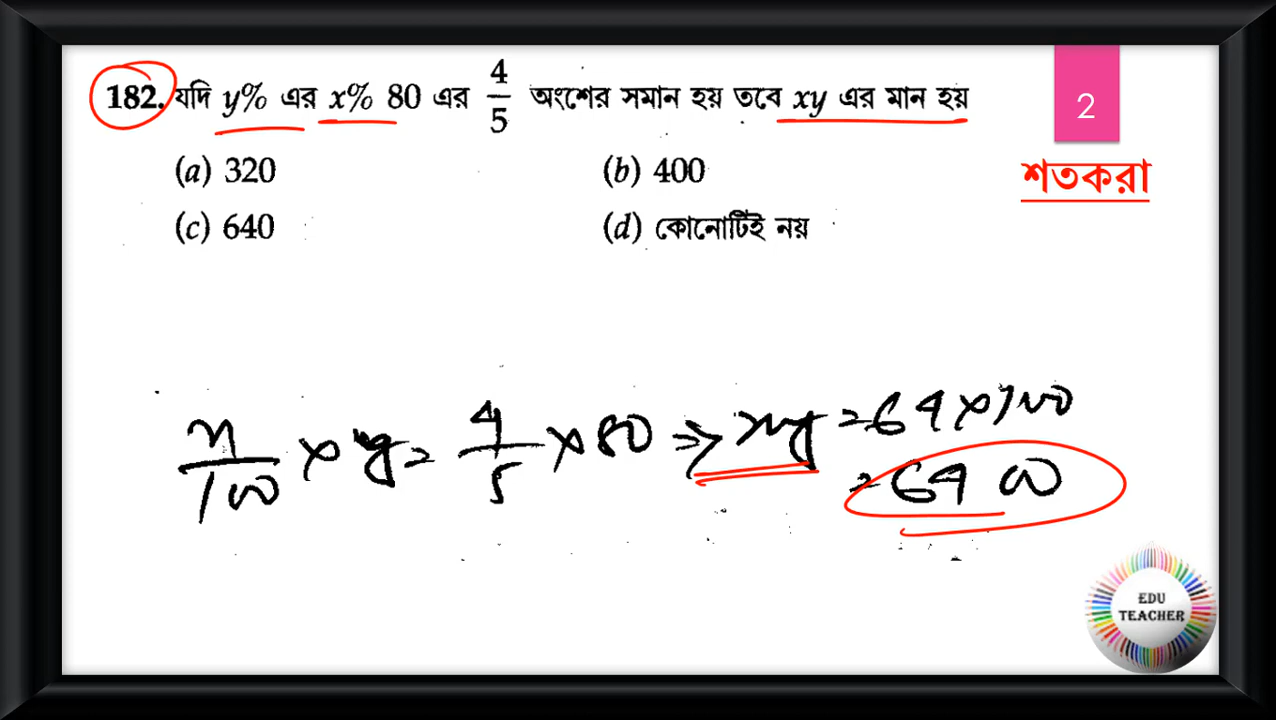 182. যদি y% এর x% 80 এর 4/5 অংশের সমান হয় তবে xy এর মান হয়
2
(a) 320 (b) 400
শতকরা
(c) 640 (d) কোনোটিই নয়
x/100 × y = 4/5 × 80 ⇒ xy = 64×100
= 6400
EDU
TEACHER